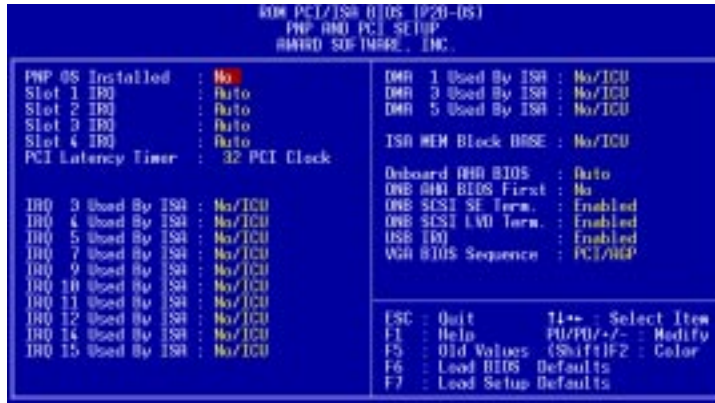 ROM PCI/ISA BIOS (P2B-DS)
PNP AND PCI SETUP
AWARD SOFTWARE, INC.
PNP OS Installed : No
Slot 1 IRQ : Auto
Slot 2 IRQ : Auto
Slot 3 IRQ : Auto
Slot 4 IRQ : Auto
PCI Latency Timer : 32 PCI Clock
IRQ 3 Used By ISA : No/ICU
IRQ 4 Used By ISA : No/ICU
IRQ 5 Used By ISA : No/ICU
IRQ 7 Used By ISA : No/ICU
IRQ 9 Used By ISA : No/ICU
IRQ 10 Used By ISA : No/ICU
IRQ 11 Used By ISA : No/ICU
IRQ 12 Used By ISA : No/ICU
IRQ 14 Used By ISA : No/ICU
IRQ 15 Used By ISA : No/ICU
DMA 1 Used By ISA : No/ICU
DMA 3 Used By ISA : No/ICU
DMA 5 Used By ISA : No/ICU
ISA MEM Block BASE : No/ICU
Onboard AHA BIOS : Auto
ONB AHA BIOS First : No
ONB SCSI SE Term. : Enabled
ONB SCSI LVD Term. : Enabled
USB IRQ : Enabled
VGA BIOS Sequence : PCI/AGP
ESC : Quit ↑↓→← : Select Item
F1 : Help PU/PD/+/- : Modify
F5 : Old Values (Shift)F2 : Color
F6 : Load BIOS Defaults
F7 : Load Setup Defaults